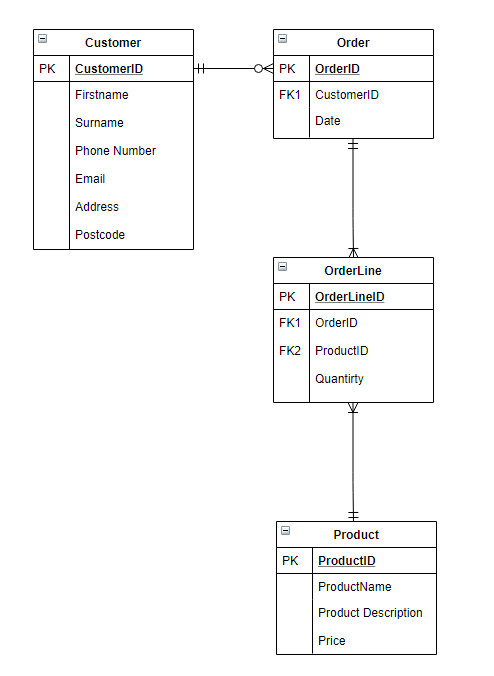 Customer
PK CustomerID
Firstname
Surname
Phone Number
Email
Address
Postcode
Order
PK OrderID
FK1 CustomerID
Date
OrderLine
PK OrderLineID
FK1 OrderID
FK2 ProductID
Quantirty
Product
PK ProductID
ProductName
Product Description
Price